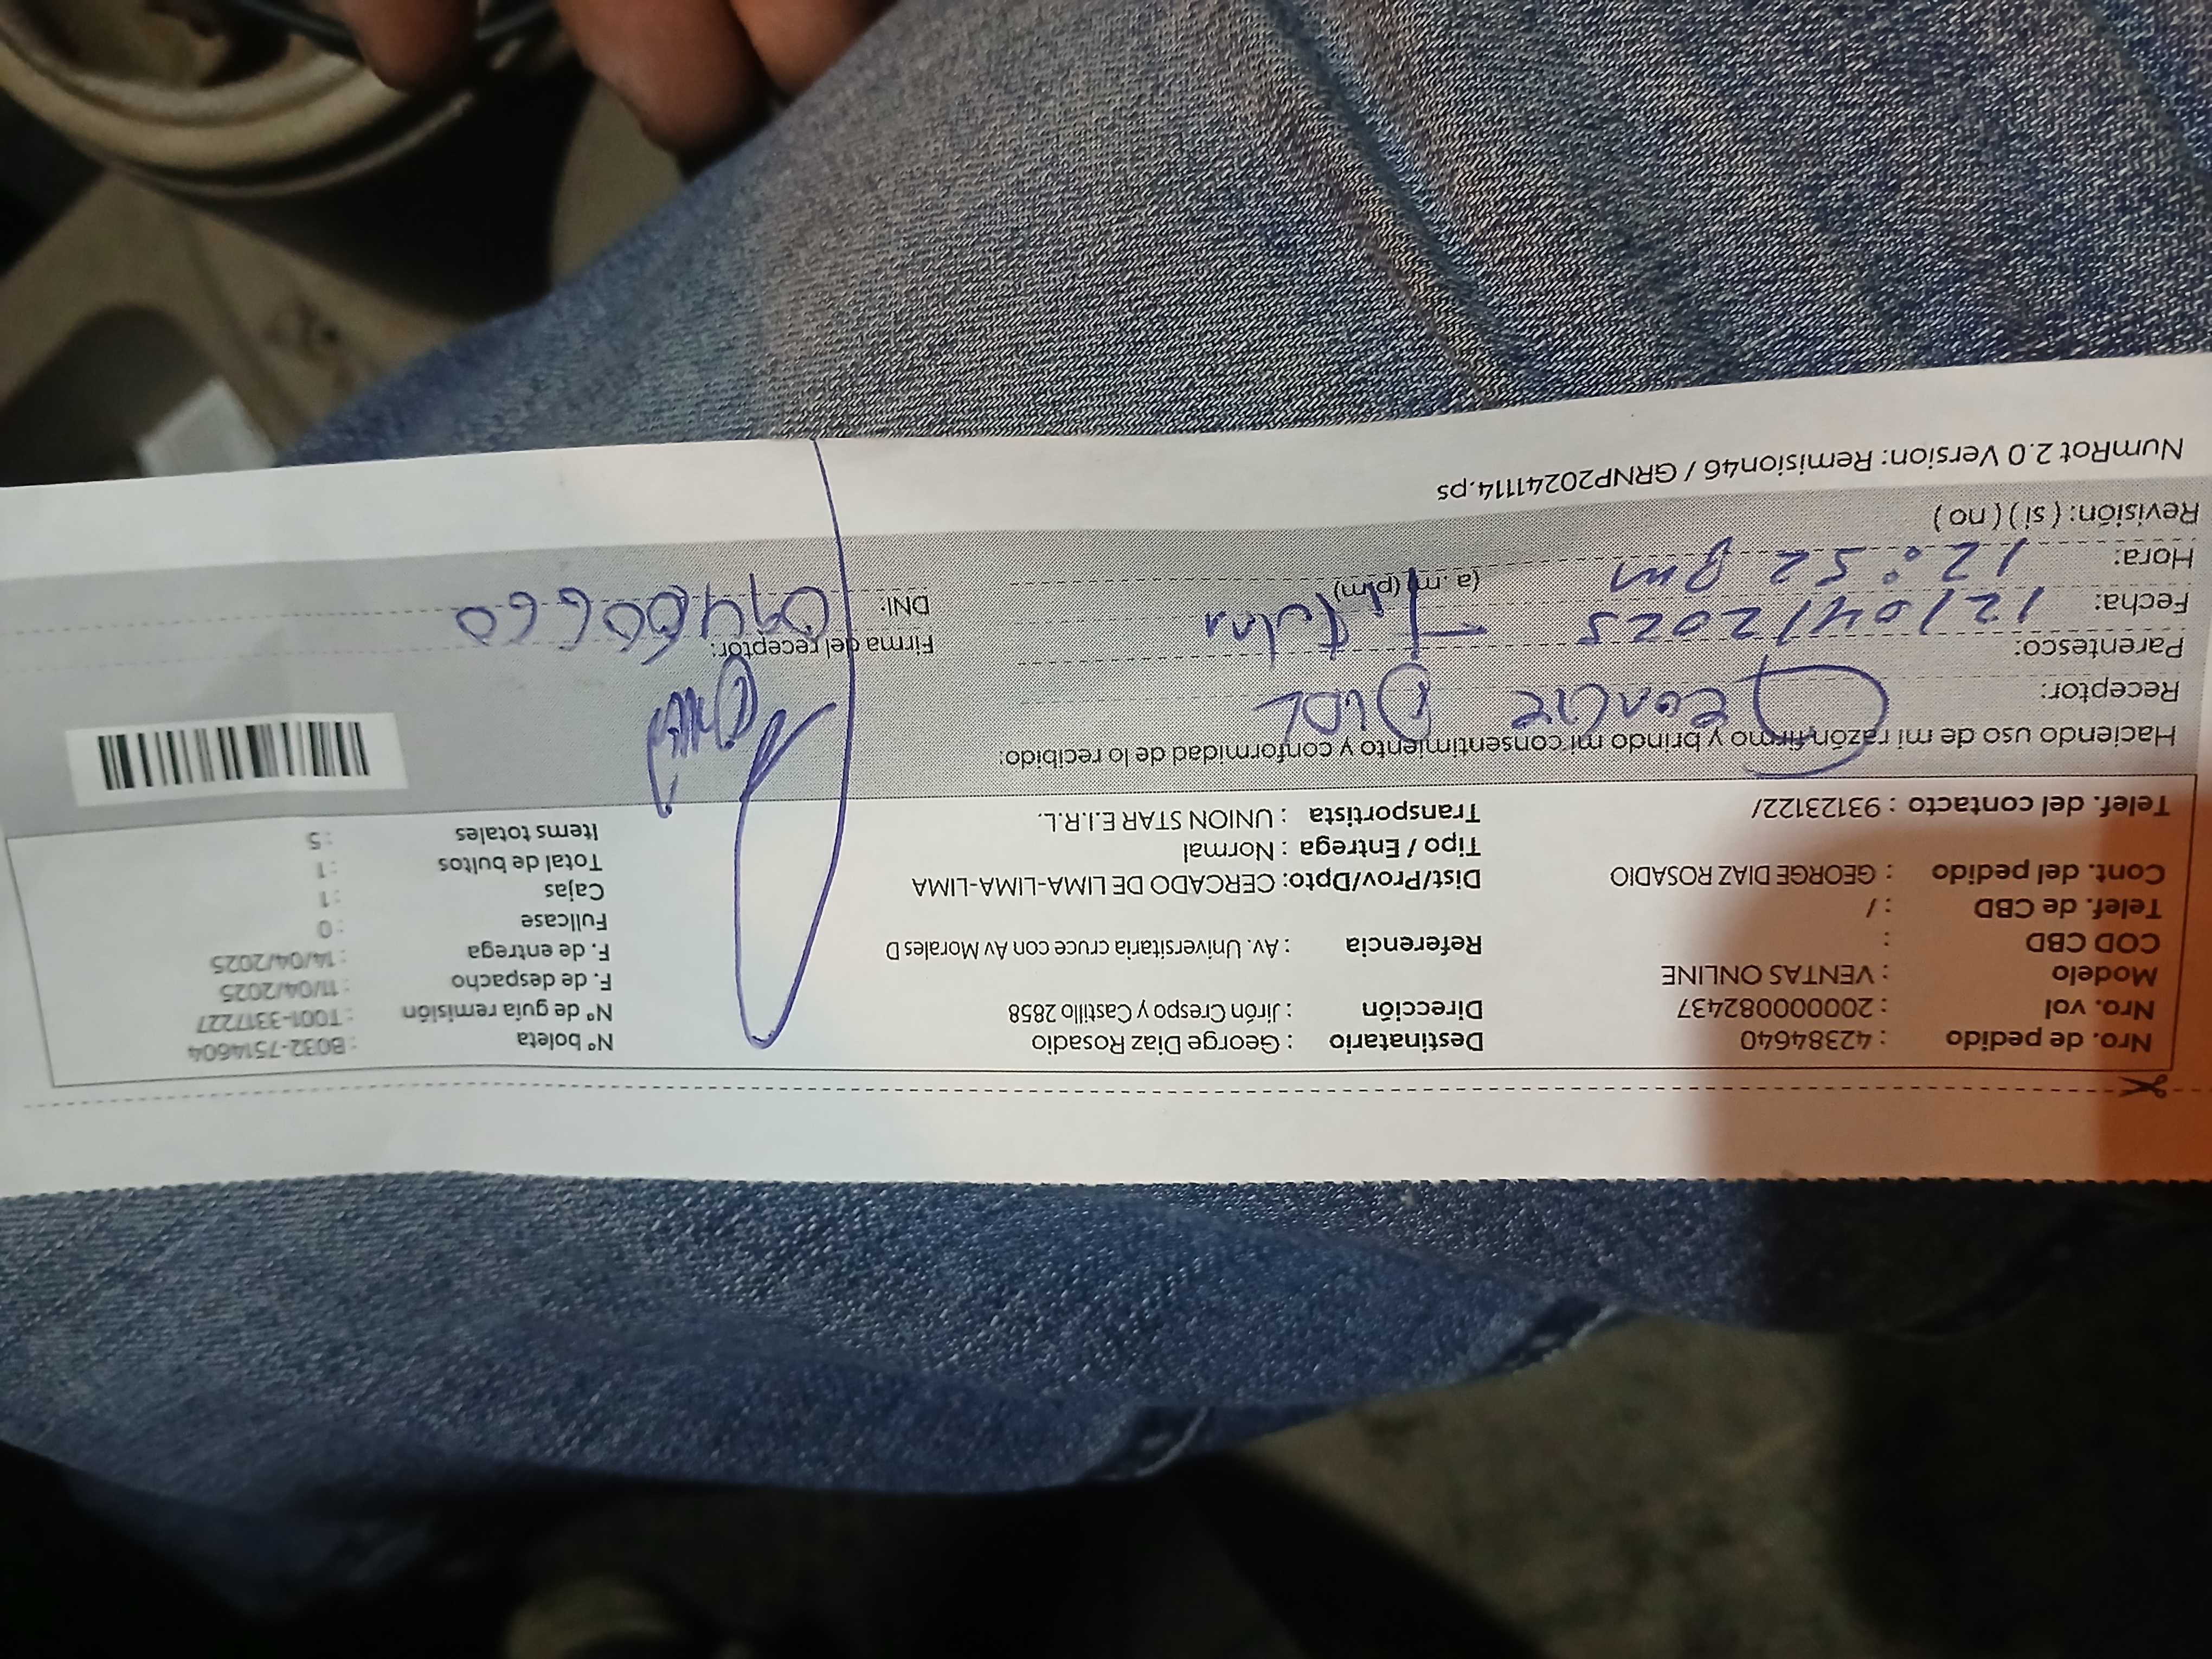 Nro. de pedido : 42384640 Destinatario : George Diaz Rosadio Nº boleta : B032-7514604
Nro. vol : 200000082437 Dirección : Jirón Crespo y Castillo 2858 Nº de guía remisión : T001-3317227
Modelo : VENTAS ONLINE F. de despacho : 11/04/2025
COD CBD : Referencia : Av. Universitaria cruce con Av Morales D F. de entrega : 14/04/2025
Telef. de CBD : / Fullcase : 0
Cont. del pedido : GEORGE DIAZ ROSADIO Dist/Prov/Dpto: CERCADO DE LIMA-LIMA-LIMA Cajas : 1
Tipo / Entrega : Normal Total de bultos : 1
Telef. del contacto : 93123122/ Transportista : UNION STAR E.I.R.L. Items totales : 5
Haciendo uso de mi razón firmo y brindo mi consentimiento y conformidad de lo recibido:
Receptor: George
Parentesco: Titular Firma del receptor:
Fecha: 12/04/2025 DNI: 09460660
Hora: 12:52 pm (a. m) (p.m)
Revisión: ( si ) ( no )
NumRot 2.0 Version: Remision46 / GRNP20241114.ps